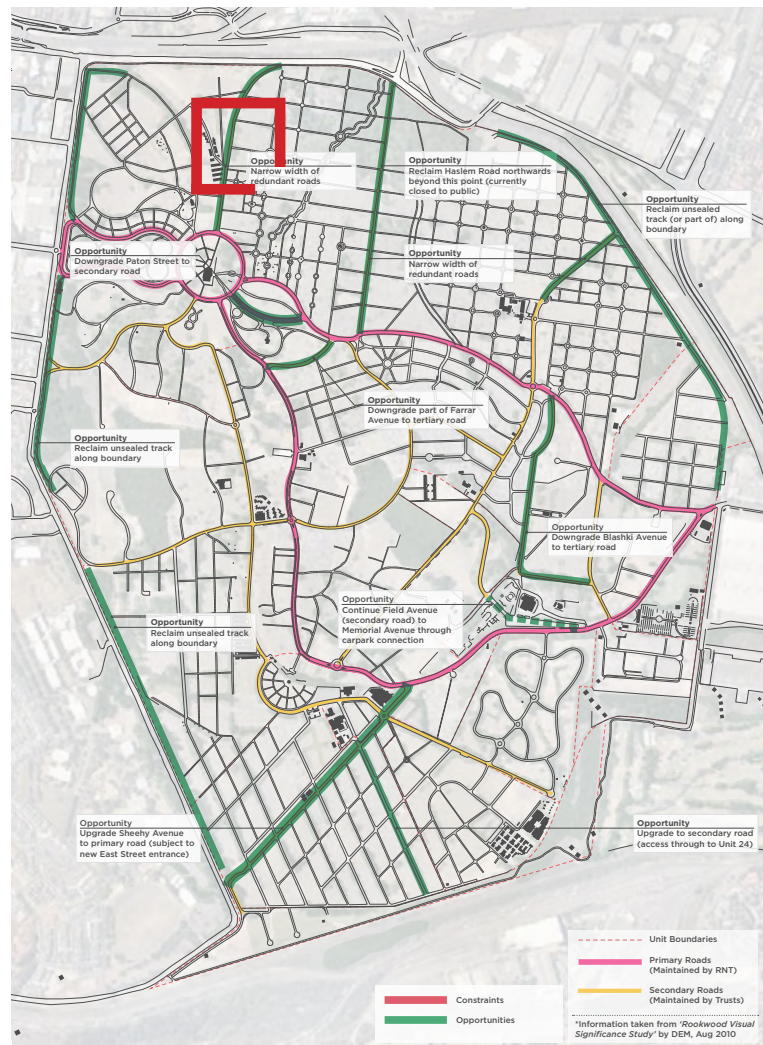 Opportunity
Narrow width of
redundant roads
Opportunity
Reclaim Haslem Road northwards
beyond this point (currently
closed to public)
Opportunity
Reclaim unsealed
track (or part of) along
boundary
Opportunity
Downgrade Paton Street to
secondary road
Opportunity
Narrow width of
redundant roads
Opportunity
Downgrade part of Farrar
Avenue to tertiary road
Opportunity
Reclaim unsealed track
along boundary
Opportunity
Downgrade Blashki Avenue
to tertiary road
Opportunity
Continue Field Avenue
(secondary road) to
Memorial Avenue through
carpark connection
Opportunity
Reclaim unsealed track
along boundary
Opportunity
Upgrade Sheehy Avenue
to primary road (subject to
new East Street entrance)
Opportunity
Upgrade to secondary road
(access through to Unit 24)
Unit Boundaries
Primary Roads
(Maintained by RNT)
Secondary Roads
(Maintained by Trusts)
Constraints
Opportunities
*Information taken from 'Rookwood Visual
Significance Study' by DEM, Aug 2010